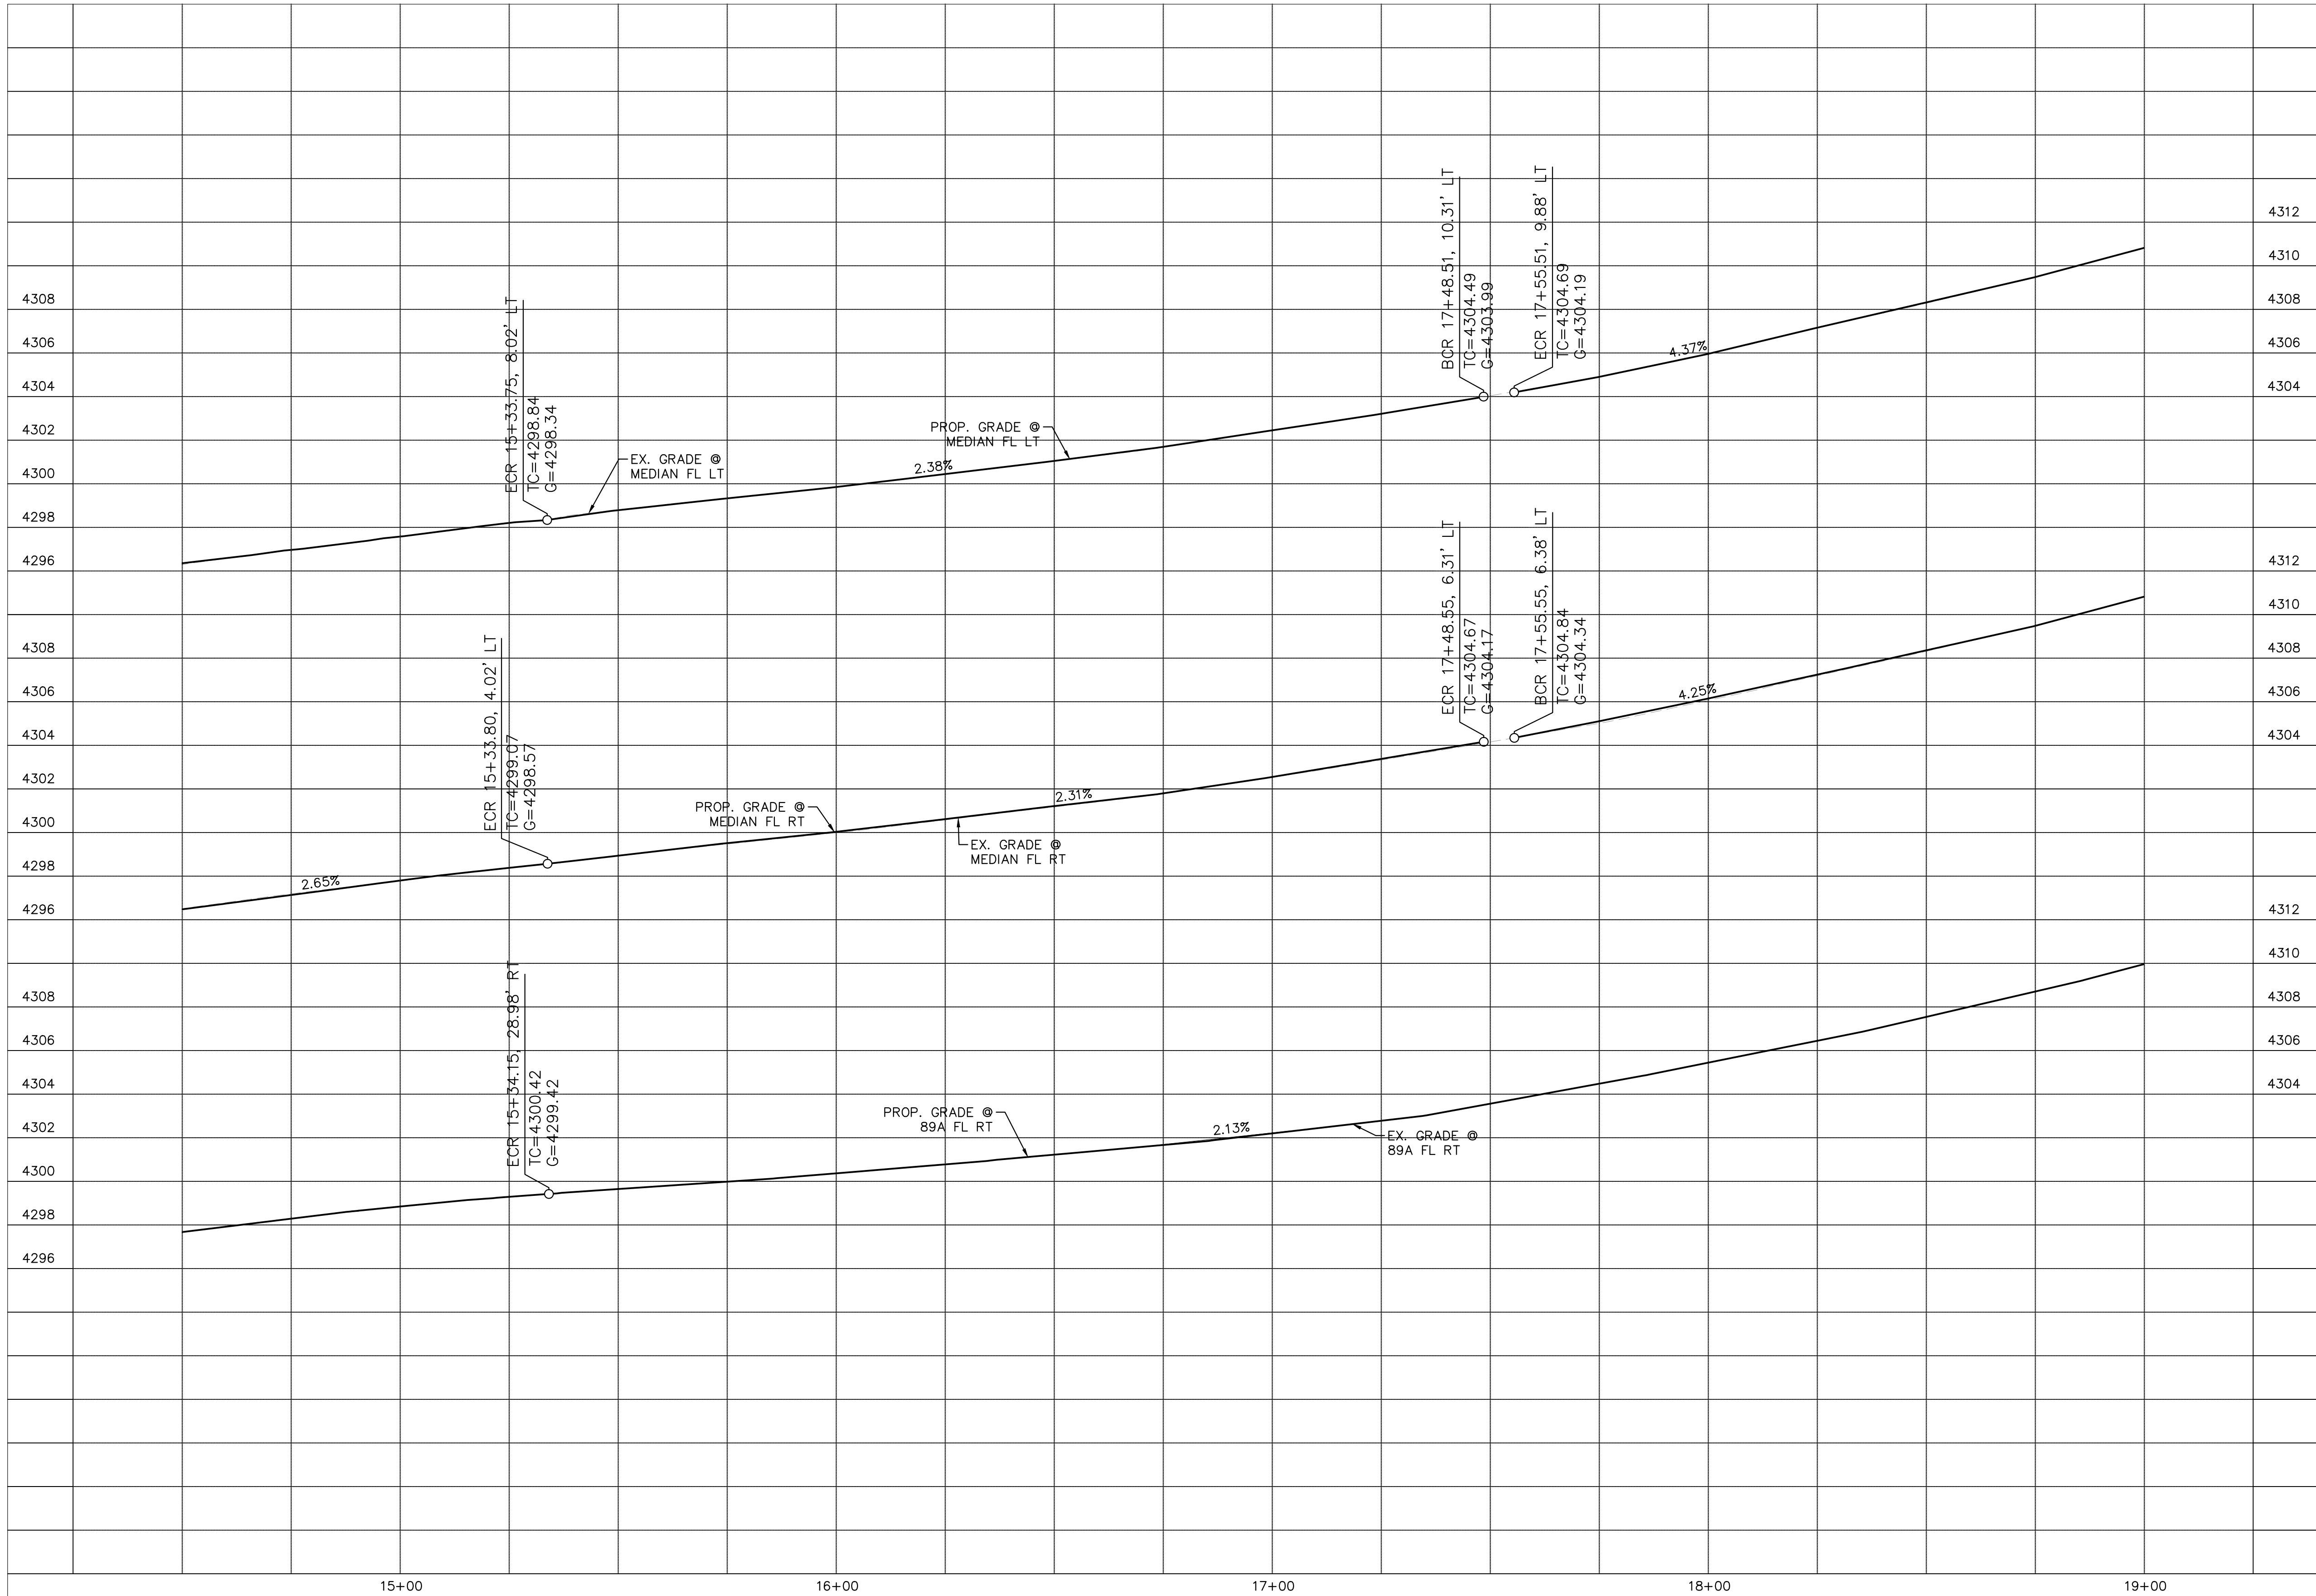 4312
4310
4308
4308
4306
4306
4304
4304
4302
4300
4298
4296
ECR 15+33.75, 8.02' LT
TC=4298.84
G=4298.34
EX. GRADE @
MEDIAN FL LT
PROP. GRADE @
MEDIAN FL LT
2.38%
BCR 17+48.51, 10.31' LT
TC=4304.49
G=4303.99
ECR 17+55.51, 9.88' LT
TC=4304.69
G=4304.19
4.37%
4312
4310
4308
4308
4306
4306
4304
4304
4302
4300
4298
4296
2.65%
ECR 15+33.80, 4.02' LT
TC=4299.07
G=4298.57
PROP. GRADE @
MEDIAN FL RT
EX. GRADE @
MEDIAN FL RT
2.31%
ECR 17+48.55, 6.31' LT
TC=4304.67
G=4304.17
BCR 17+55.55, 6.38' LT
TC=4304.84
G=4304.34
4.25%
4312
4310
4308
4308
4306
4306
4304
4304
4302
4300
4298
4296
ECR 15+34.15, 28.98' RT
TC=4300.42
G=4299.42
PROP. GRADE @
89A FL RT
2.13%
EX. GRADE @
89A FL RT
15+00
16+00
17+00
18+00
19+00